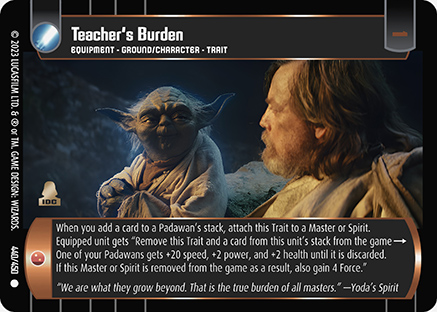 Teacher's Burden
EQUIPMENT - GROUND/CHARACTER - TRAIT
© 2023 LUCASFILM LTD. & ® or TM. GAME DESIGN: WIZARDS.
IDC
When you add a card to a Padawan's stack, attach this Trait to a Master or Spirit.
Equipped unit gets "Remove this Trait and a card from this unit's stack from the game →
One of your Padawans gets +20 speed, +2 power, and +2 health until it is discarded.
If this Master or Spirit is removed from the game as a result, also gain 4 Force."
"We are what they grow beyond. That is the true burden of all masters." —Yoda's Spirit
440/450